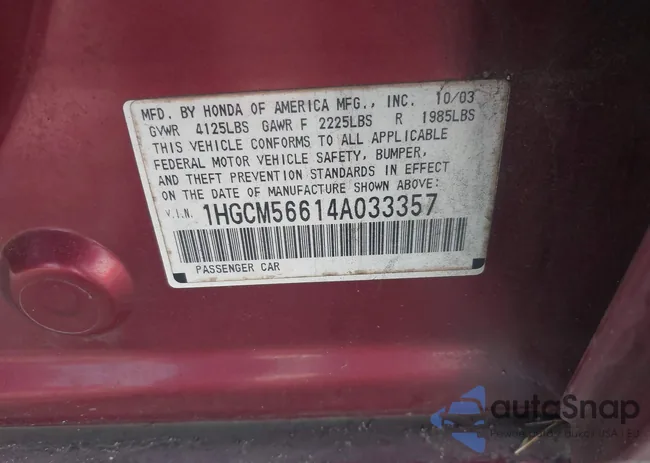 MFD. BY HONDA OF AMERICA MFG., INC. 10/03
GVWR 4125LBS GAWR F 2225LBS R 1985LBS
THIS VEHICLE CONFORMS TO ALL APPLICABLE
FEDERAL MOTOR VEHICLE SAFETY, BUMPER,
AND THEFT PREVENTION STANDARDS IN EFFECT
ON THE DATE OF MANUFACTURE SHOWN ABOVE:
V.I.N. 1HGCM56614A033357
PASSENGER CAR
autoSnap